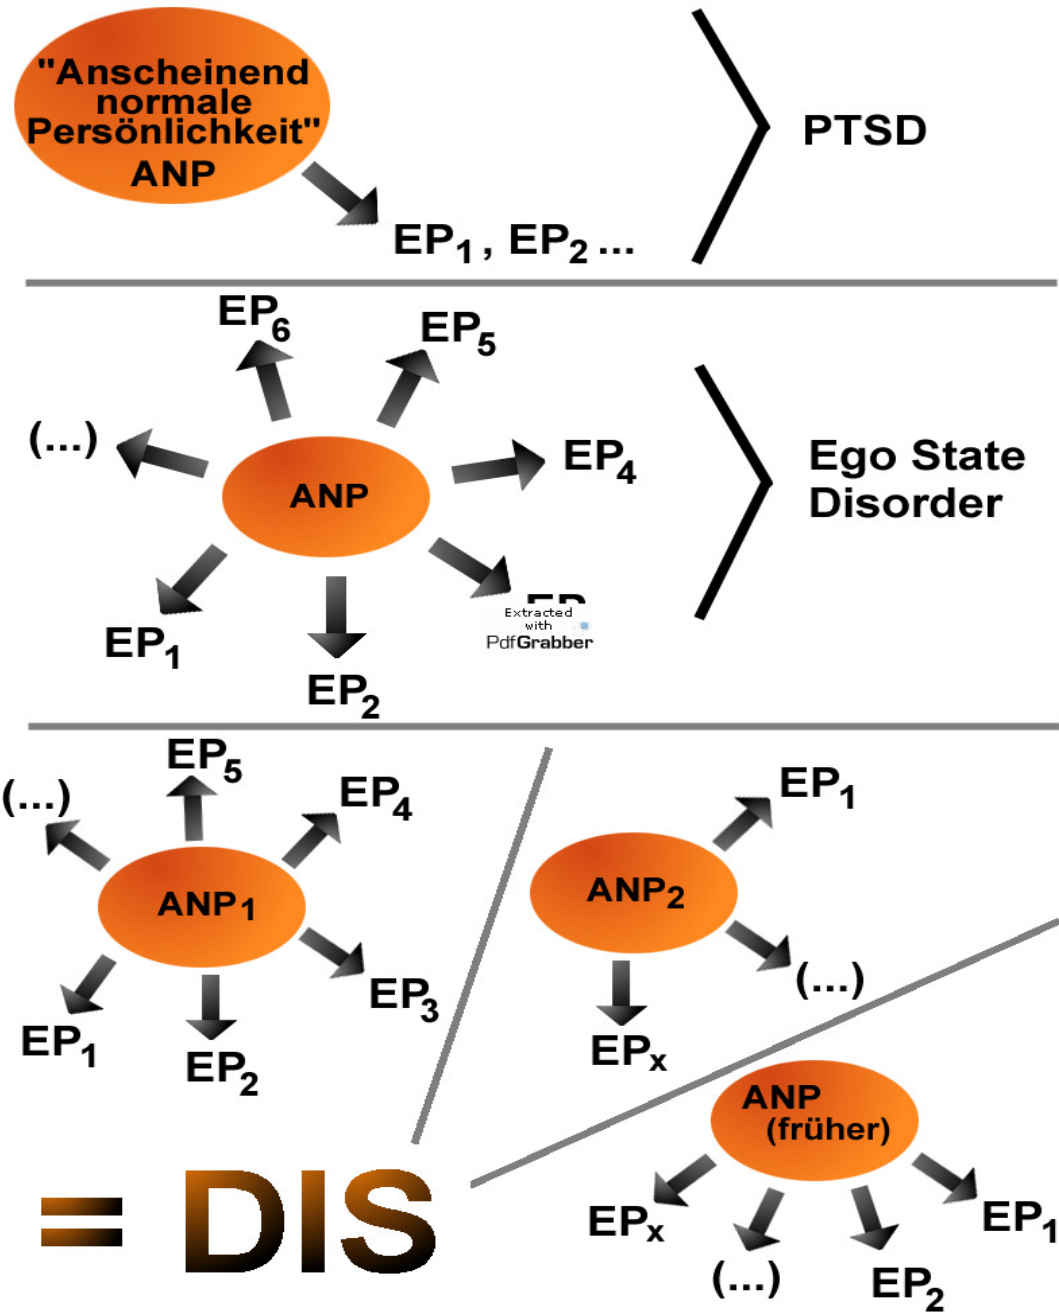 "Anscheinend
normale
Persönlichkeit"
ANP
PTSD
EP1 , EP2 ...
EP6
EP5
(...)
EP4
ANP
Ego State
Disorder
Extracted
with
PdfGrabber
EP1
EP2
EP5
(...)
EP4
ANP1
EP3
EP1
EP2
EP1
ANP2
(...)
EPx
ANP
(früher)
EPx
EP1
(...)
EP2
= DIS